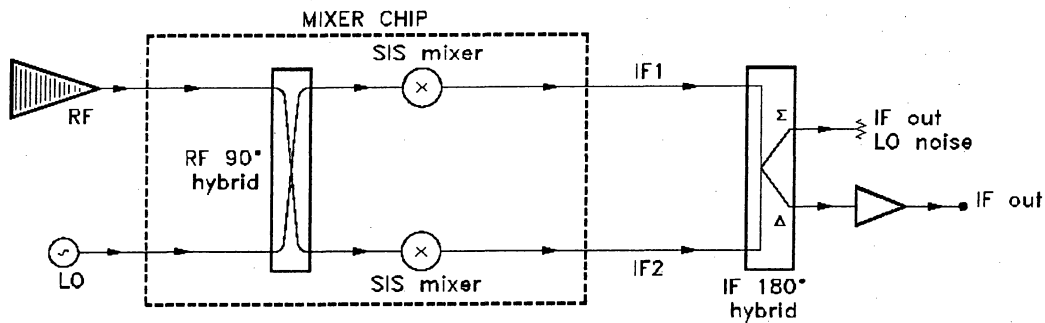 MIXER CHIP
SIS mixer
RF
IF1
Σ
IF out
LO noise
RF 90°
hybrid
Δ
IF out
LO
SIS mixer
IF2
IF 180°
hybrid